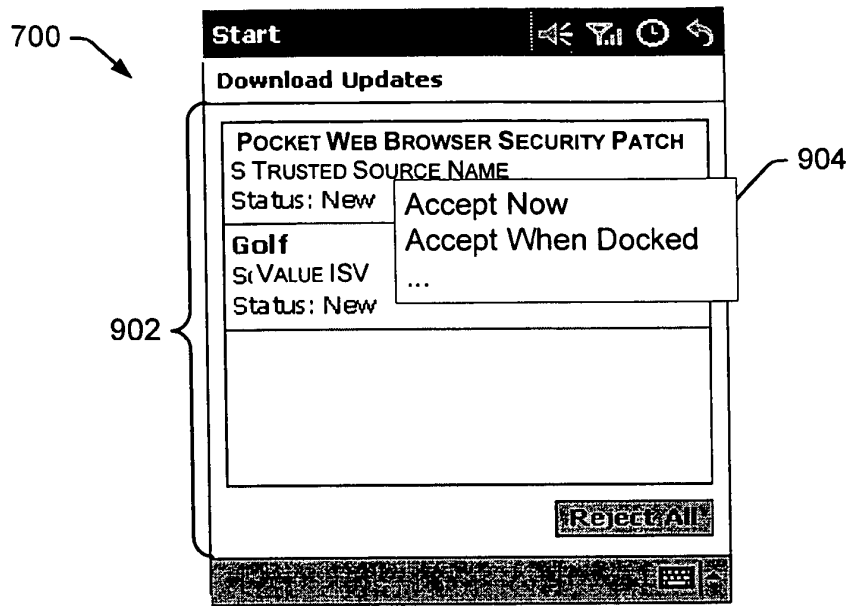 700
Start
Download Updates
POCKET WEB BROWSER SECURITY PATCH
S TRUSTED SOURCE NAME
Status: New
904
Accept Now
Accept When Docked
...
Golf
S( VALUE ISV
Status: New
902
Reject All